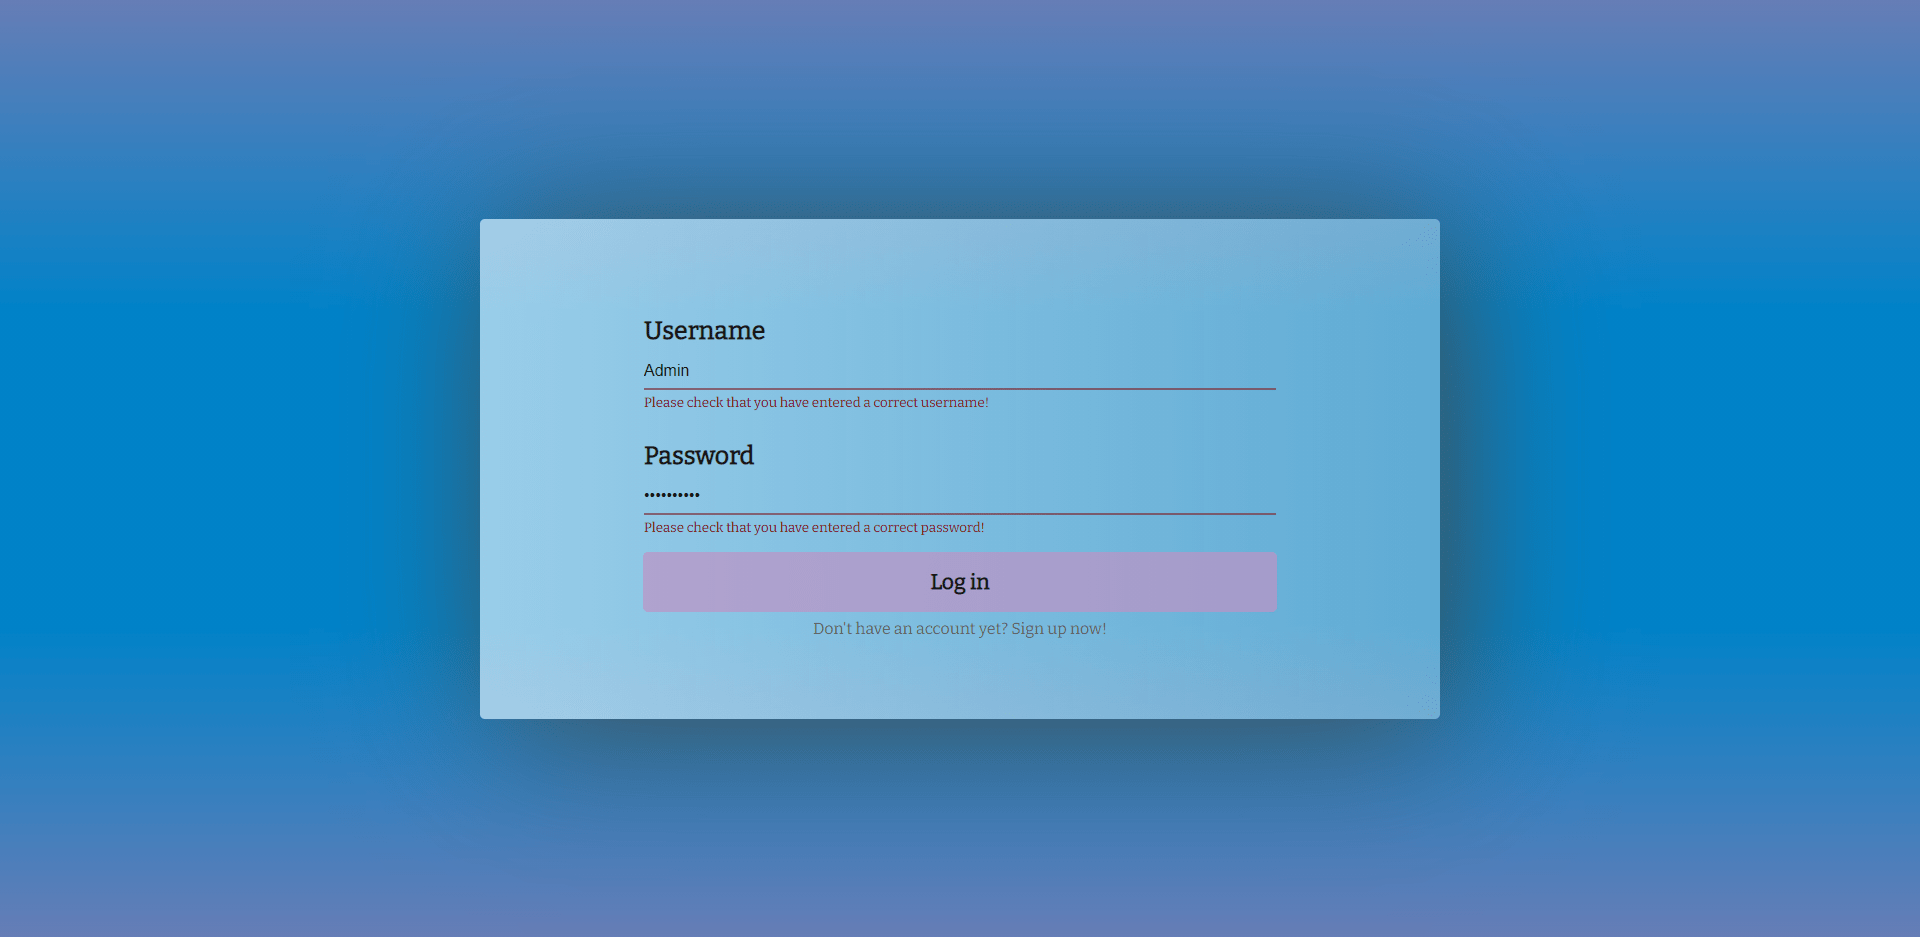 Username
Admin
Please check that you have entered a correct username!
Password
••••••••••
Please check that you have entered a correct password!
Log in
Don't have an account yet? Sign up now!